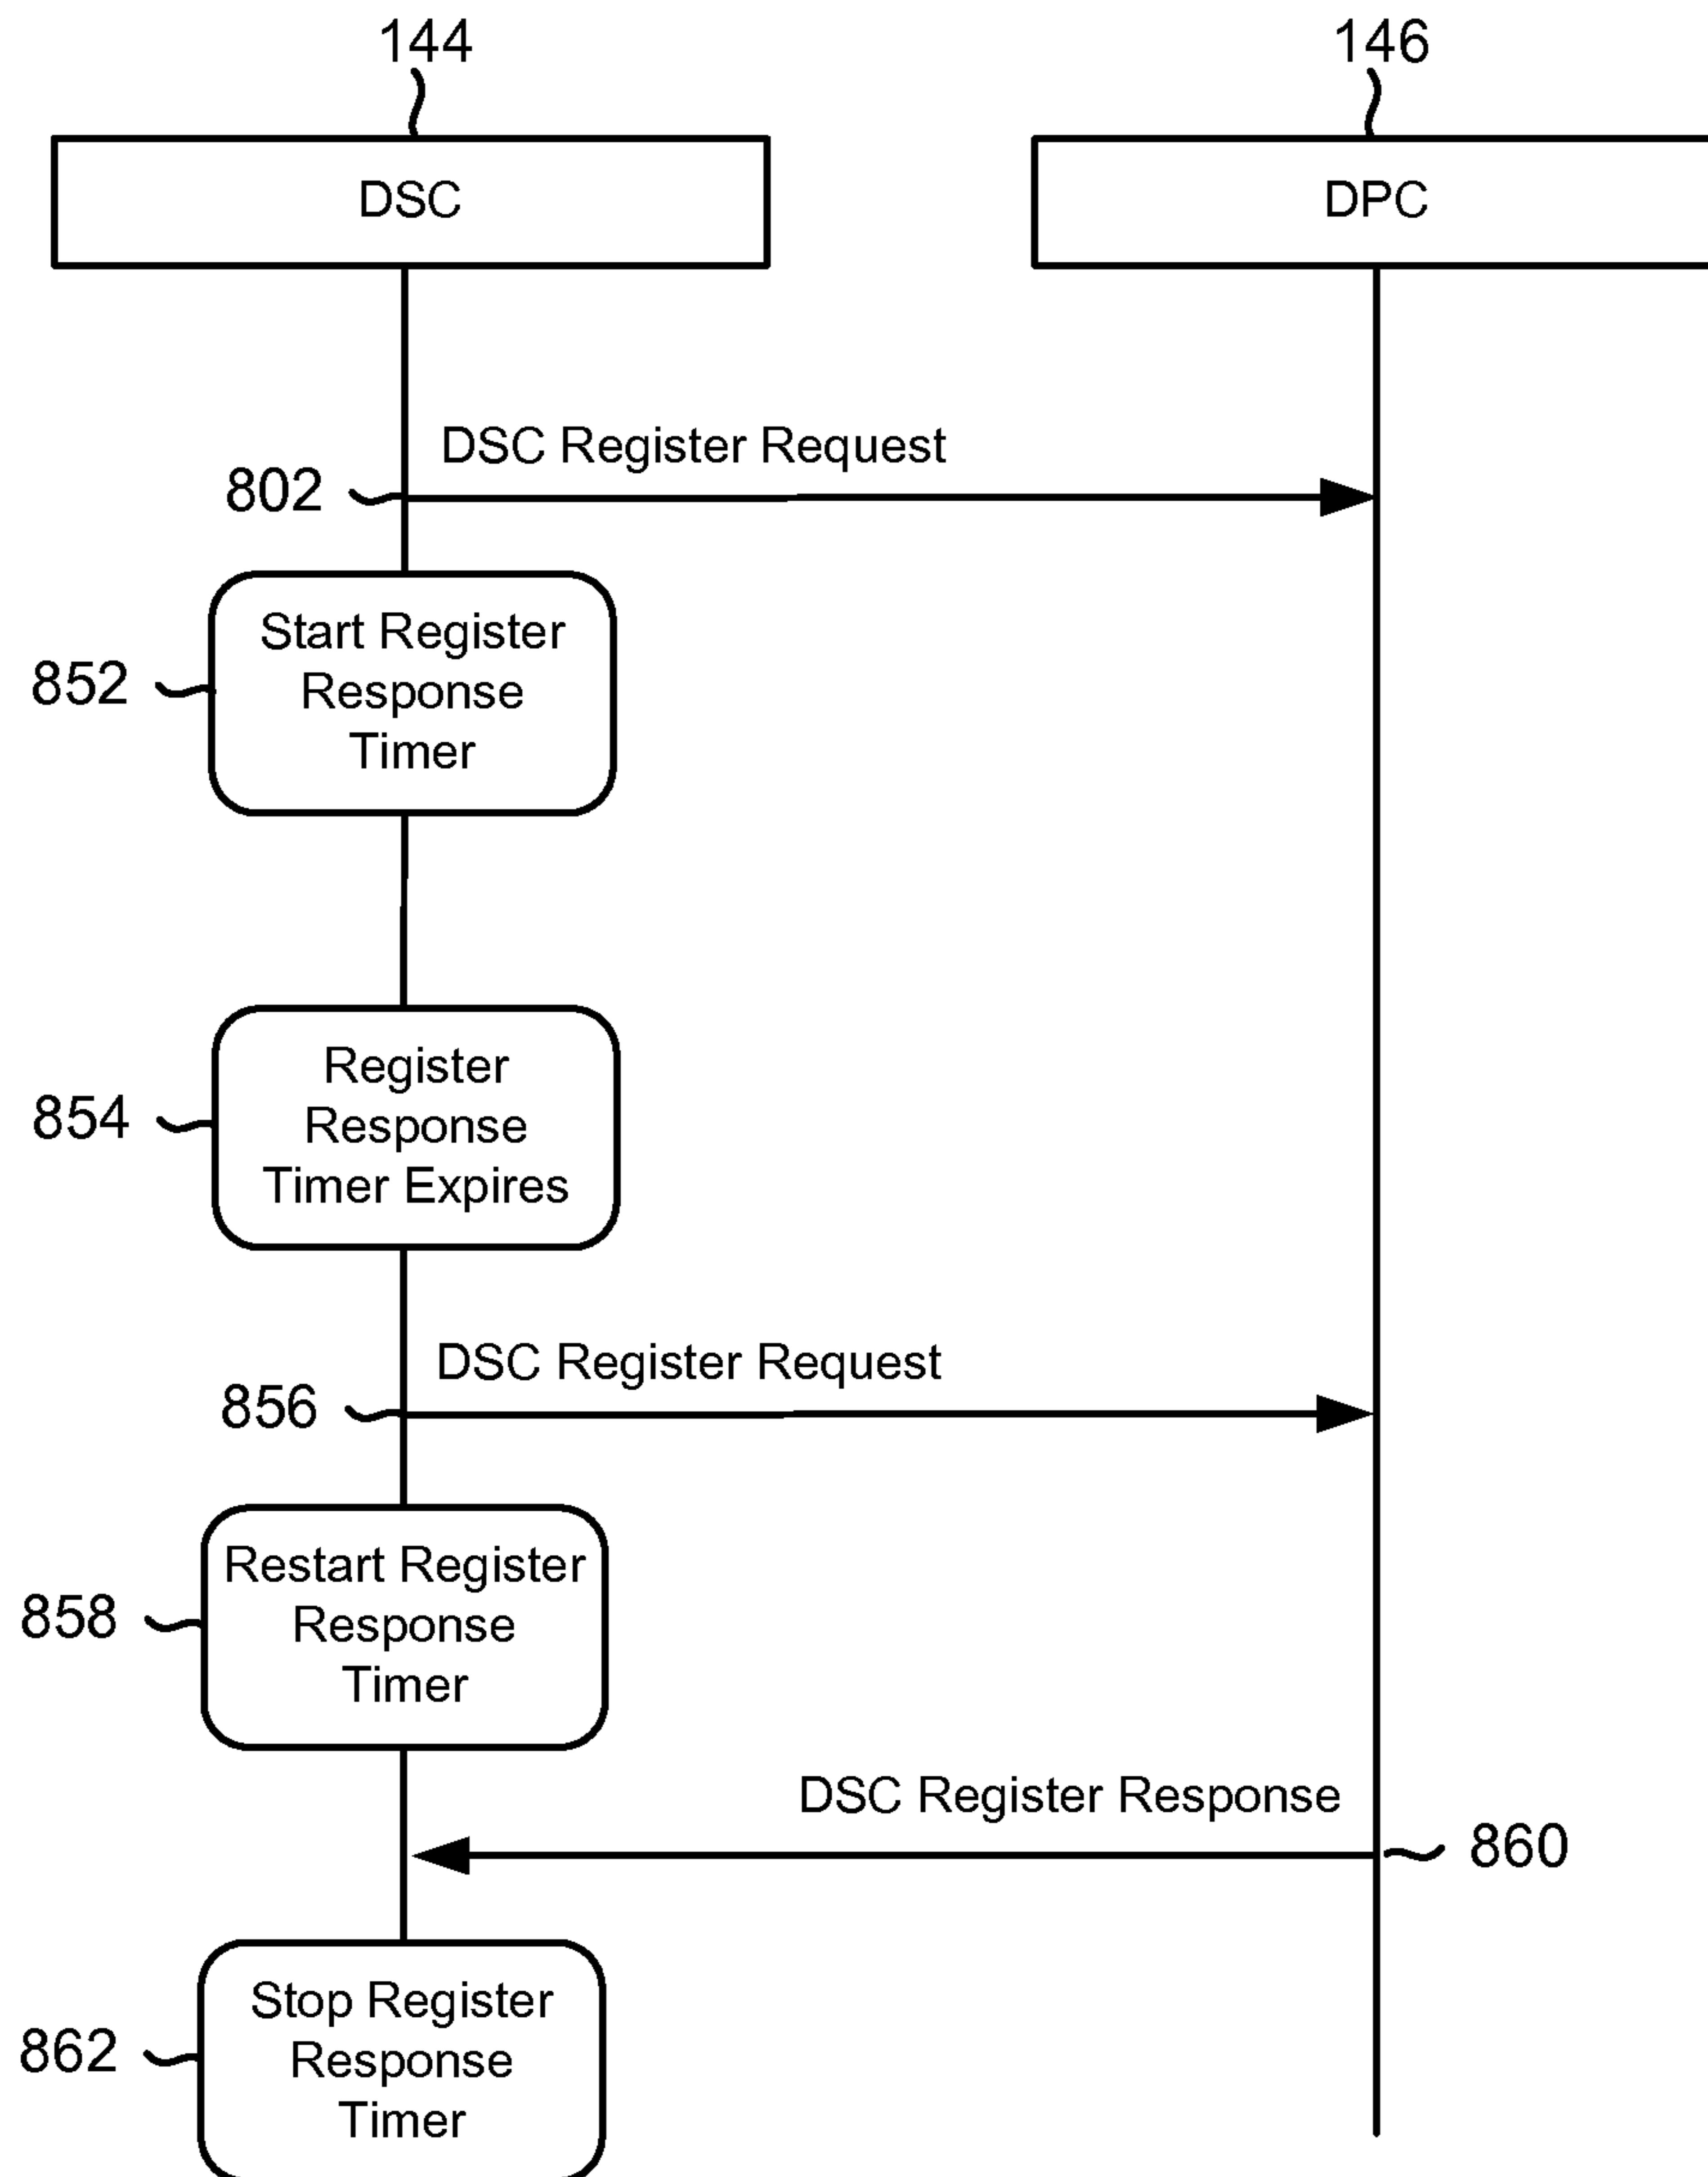 144
146
DSC
DPC
DSC Register Request
802
Start Register
Response
Timer
852
Register
Response
Timer Expires
854
DSC Register Request
856
Restart Register
Response
Timer
858
DSC Register Response
860
Stop Register
Response
Timer
862